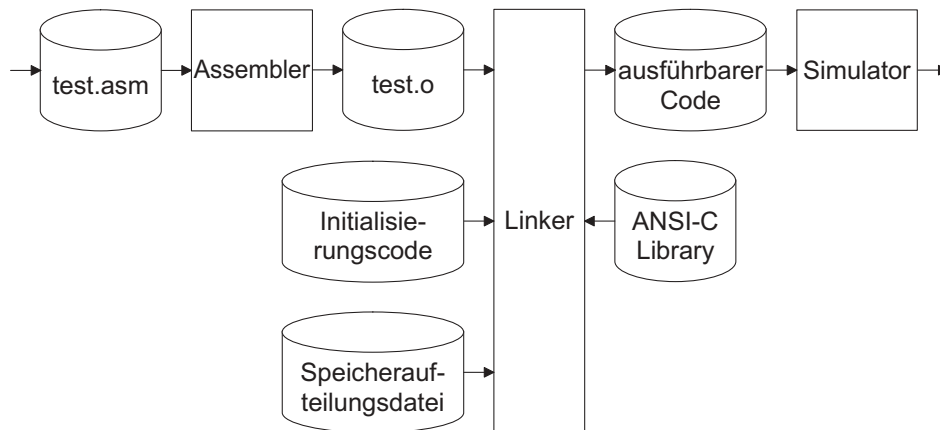 test.asm
Assembler
test.o
ausführbarer
Code
Simulator
Initialisie-
rungscode
Linker
ANSI-C
Library
Speicherauf-
teilungsdatei